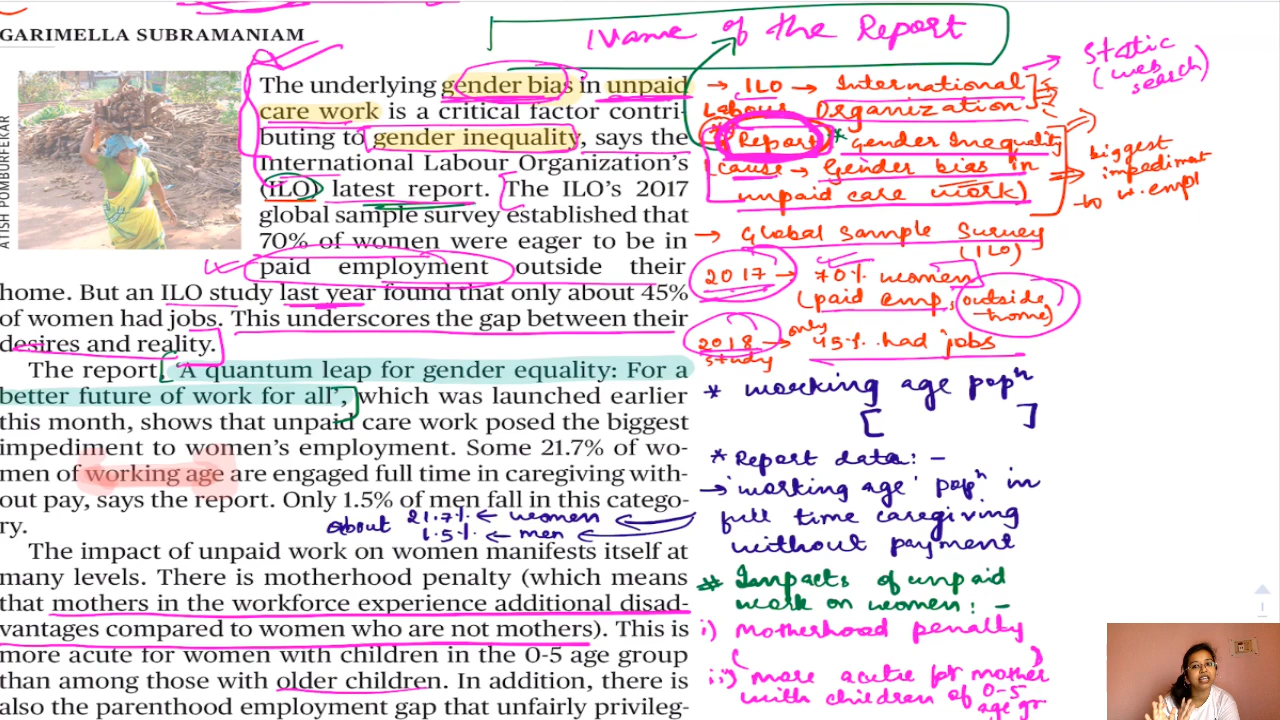 Name of the Report
GARIMELLA SUBRAMANIAM
ATISH POMBURFEKAR
The underlying gender bias in unpaid
care work is a critical factor contri-
buting to gender inequality, says the
International Labour Organization's
(ILO) latest report. The ILO's 2017
global sample survey established that
70% of women were eager to be in
paid employment outside their
home. But an ILO study last year found that only about 45%
of women had jobs. This underscores the gap between their
desires and reality.
The report, 'A quantum leap for gender equality: For a
better future of work for all', which was launched earlier
this month, shows that unpaid care work posed the biggest
impediment to women's employment. Some 21.7% of wo-
men of working age are engaged full time in caregiving with-
out pay, says the report. Only 1.5% of men fall in this catego-
ry.
about 21.7% ← women
1.5% ← men
The impact of unpaid work on women manifests itself at
many levels. There is motherhood penalty (which means
that mothers in the workforce experience additional disad-
vantages compared to women who are not mothers). This is
more acute for women with children in the 0-5 age group
than among those with older children. In addition, there is
also the parenthood employment gap that unfairly privileg-
→ ILO → International
Labour Organization
Static
(web
search)
* Report * Gender Inequality
cause → Gender bias in
unpaid care work)
biggest
impediment
to w. empl
→ Global Sample Survey
(ILO)
2017 → 70% women
(paid emp, outside
home)
2018 → only 45% had jobs
study
* working age popn
[ ]
* Report data: -
→ 'working age' popn in
full time caregiving
without payment
* Impacts of unpaid
work on women: -
i) Motherhood penalty
ii) more acute for mother
with children of 0-5
age gr